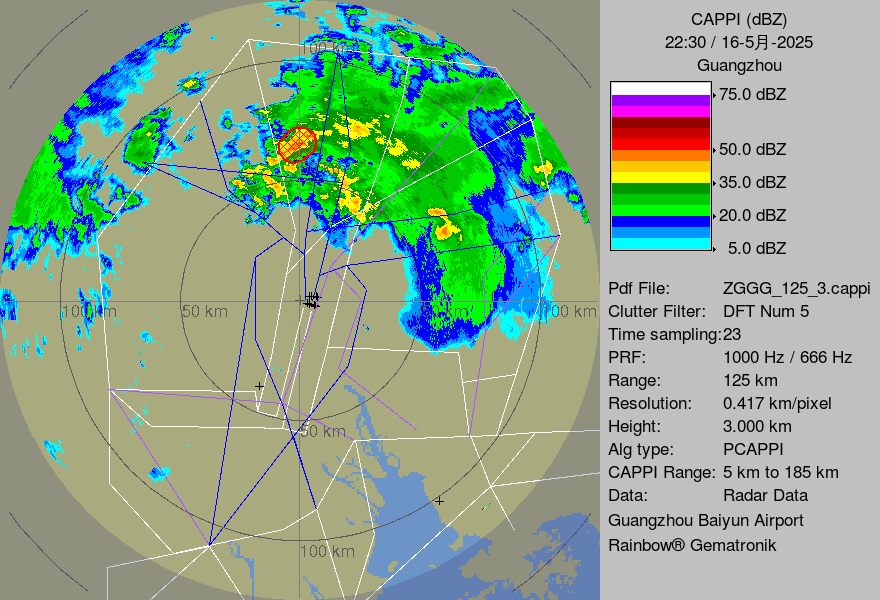 CAPPI (dBZ)
22:30 / 16-5月-2025
Guangzhou
75.0 dBZ
50.0 dBZ
35.0 dBZ
20.0 dBZ
5.0 dBZ
Pdf File: ZGGG_125_3.cappi
Clutter Filter: DFT Num 5
Time sampling:23
PRF: 1000 Hz / 666 Hz
Range: 125 km
Resolution: 0.417 km/pixel
Height: 3.000 km
Alg type: PCAPPI
CAPPI Range: 5 km to 185 km
Data: Radar Data
Guangzhou Baiyun Airport
Rainbow® Gematronik
100 km
100 km
50 km
100 km
50 km
100 km